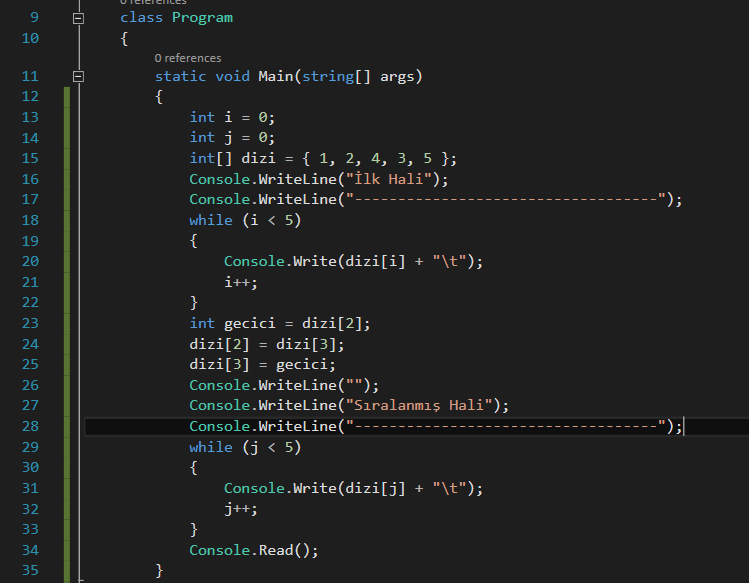 0 references
9 class Program
10 {
0 references
11 static void Main(string[] args)
12 {
13 int i = 0;
14 int j = 0;
15 int[] dizi = { 1, 2, 4, 3, 5 };
16 Console.WriteLine("İlk Hali");
17 Console.WriteLine("-----------------------------------");
18 while (i < 5)
19 {
20 Console.Write(dizi[i] + "\t");
21 i++;
22 }
23 int gecici = dizi[2];
24 dizi[2] = dizi[3];
25 dizi[3] = gecici;
26 Console.WriteLine("");
27 Console.WriteLine("Sıralanmış Hali");
28 Console.WriteLine("-----------------------------------");
29 while (j < 5)
30 {
31 Console.Write(dizi[j] + "\t");
32 j++;
33 }
34 Console.Read();
35 }